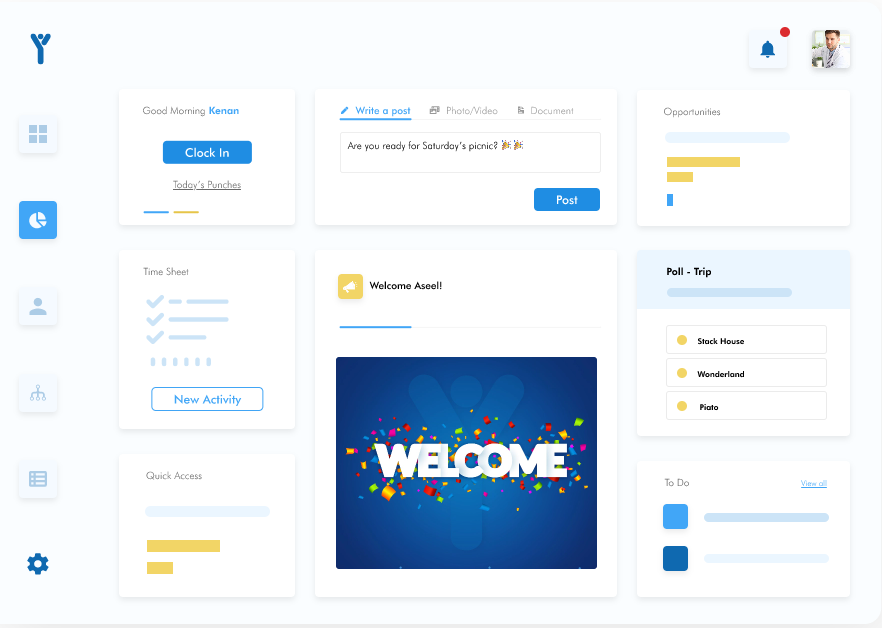 Good Morning Kenan
Clock In
Today's Punches
Write a post
Photo/Video
Document
Are you ready for Saturday's picnic? 🎉🎉
Post
Opportunities
Time Sheet
New Activity
Welcome Aseel!
WELCOME
Poll - Trip
Stack House
Wonderland
Piato
Quick Access
To Do
View all